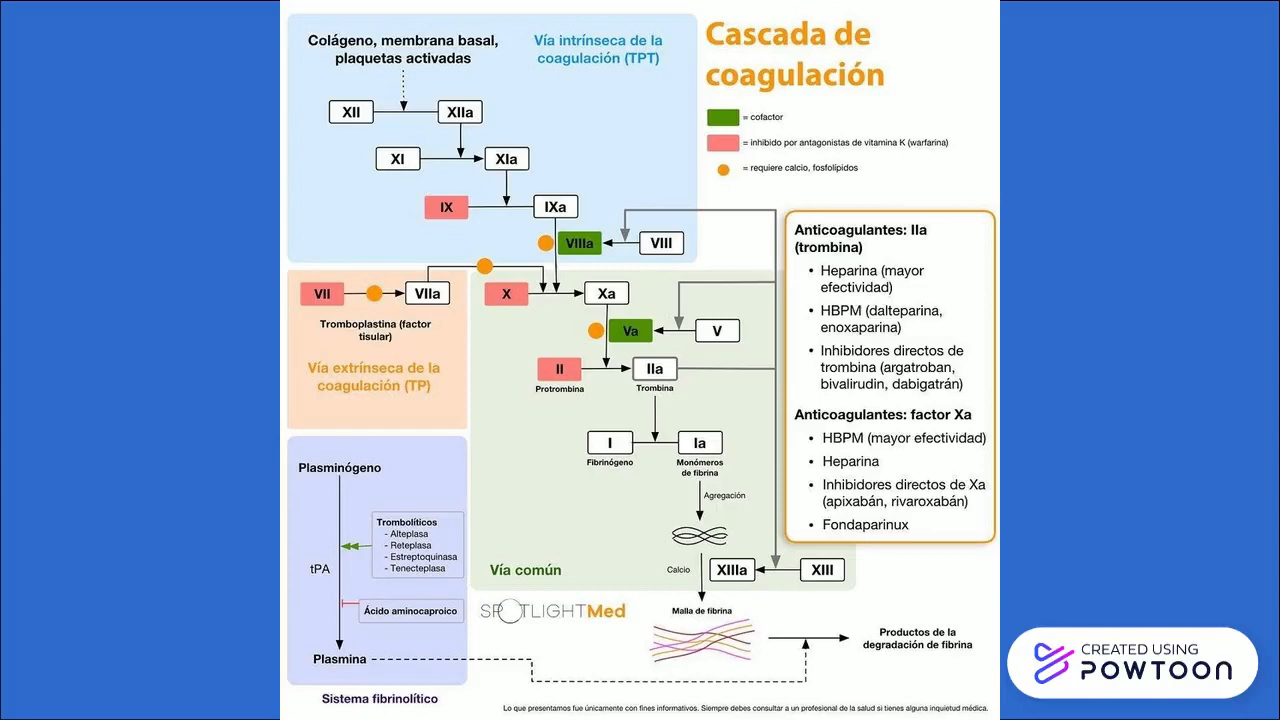 Cascada de
coagulación
= cofactor
= inhibido por antagonistas de vitamina K (warfarina)
= requiere calcio, fosfolípidos
Colágeno, membrana basal,
plaquetas activadas
Vía intrínseca de la
coagulación (TPT)
XII
XIIa
XI
XIa
IX
IXa
VIIIa
VIII
VII
VIIa
Tromboplastina (factor
tisular)
Vía extrínseca de la
coagulación (TP)
X
Xa
Va
V
II
IIa
Protrombina
Trombina
I
Ia
Fibrinógeno
Monómeros
de fibrina
Agregación
Calcio
XIIIa
XIII
Vía común
Malla de fibrina
Productos de la
degradación de fibrina
Anticoagulantes: IIa
(trombina)
• Heparina (mayor
efectividad)
• HBPM (dalteparina,
enoxaparina)
• Inhibidores directos de
trombina (argatroban,
bivalirudin, dabigatrán)
Anticoagulantes: factor Xa
• HBPM (mayor efectividad)
• Heparina
• Inhibidores directos de Xa
(apixabán, rivaroxabán)
• Fondaparinux
Plasminógeno
Trombolíticos
- Alteplasa
- Reteplasa
- Estreptoquinasa
- Tenecteplasa
tPA
Ácido aminocaproico
Plasmina
Sistema fibrinolítico
SPOTLIGHTMed
Lo que presentamos fue únicamente con fines informativos. Siempre debes consultar a un profesional de la salud si tienes alguna inquietud médica.
CREATED USING
POWTOON